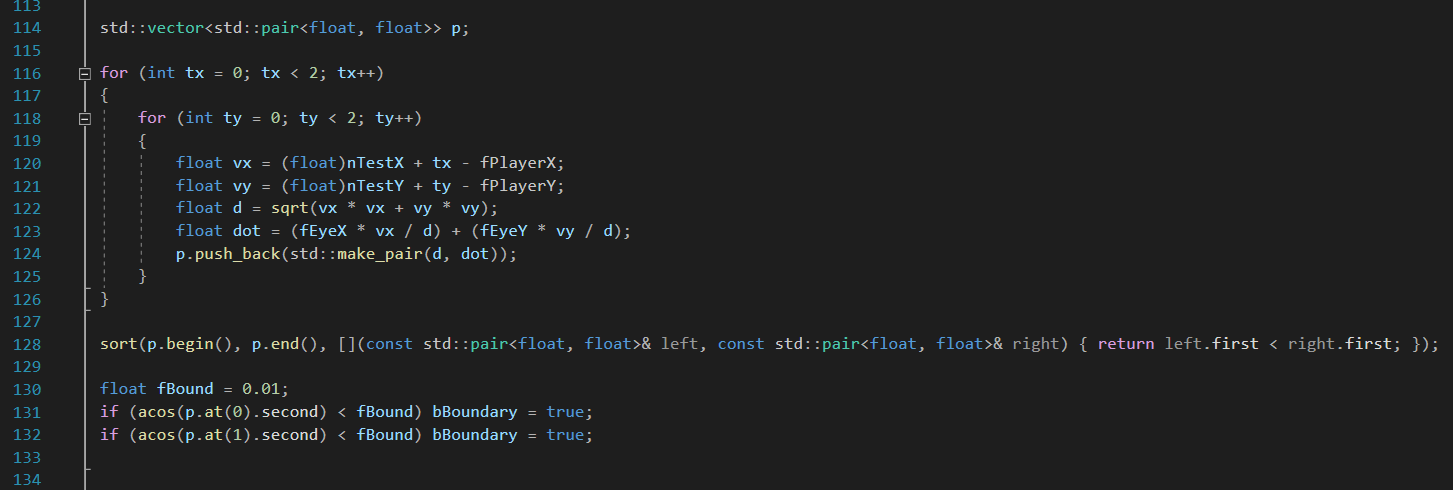 113
114 std::vector<std::pair<float, float>> p;
115
116 for (int tx = 0; tx < 2; tx++)
117 {
118 for (int ty = 0; ty < 2; ty++)
119 {
120 float vx = (float)nTestX + tx - fPlayerX;
121 float vy = (float)nTestY + ty - fPlayerY;
122 float d = sqrt(vx * vx + vy * vy);
123 float dot = (fEyeX * vx / d) + (fEyeY * vy / d);
124 p.push_back(std::make_pair(d, dot));
125 }
126 }
127
128 sort(p.begin(), p.end(), [](const std::pair<float, float>& left, const std::pair<float, float>& right) { return left.first < right.first; });
129
130 float fBound = 0.01;
131 if (acos(p.at(0).second) < fBound) bBoundary = true;
132 if (acos(p.at(1).second) < fBound) bBoundary = true;
133
134